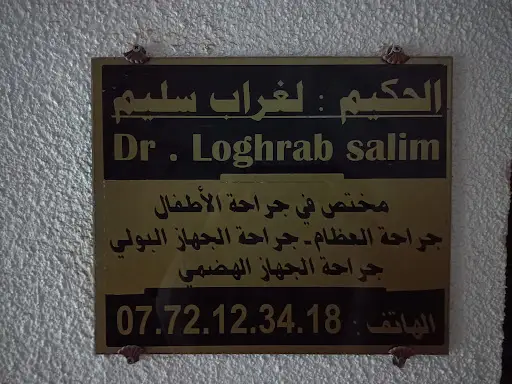 الحكيم : لغراب سليم
Dr . Loghrab salim
مختص في جراحة الأطفال
جراحة العظام - جراحة الجهاز البولي
جراحة الجهاز الهضمي
الهاتف : 07.72.12.34.18